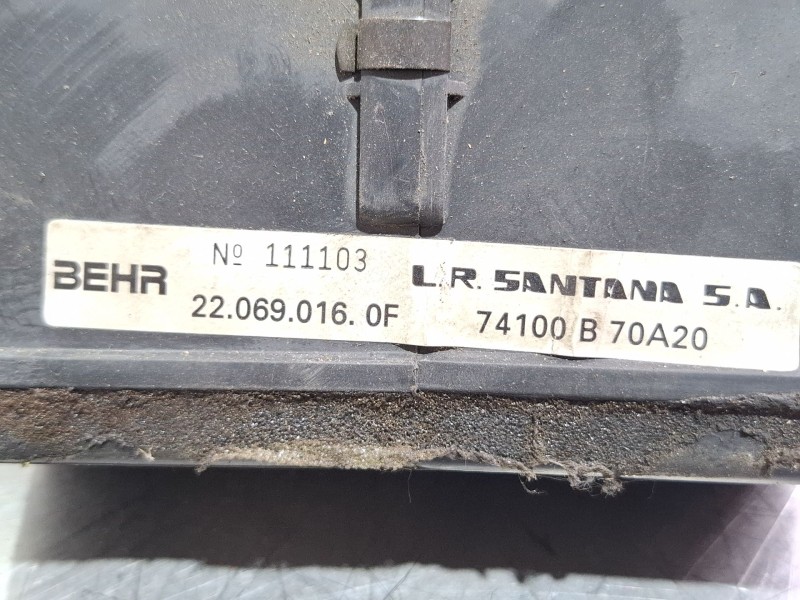 BEHR Nº 111103 L.R. SANTANA S.A.
22.069.016. 0F 74100 B 70A20